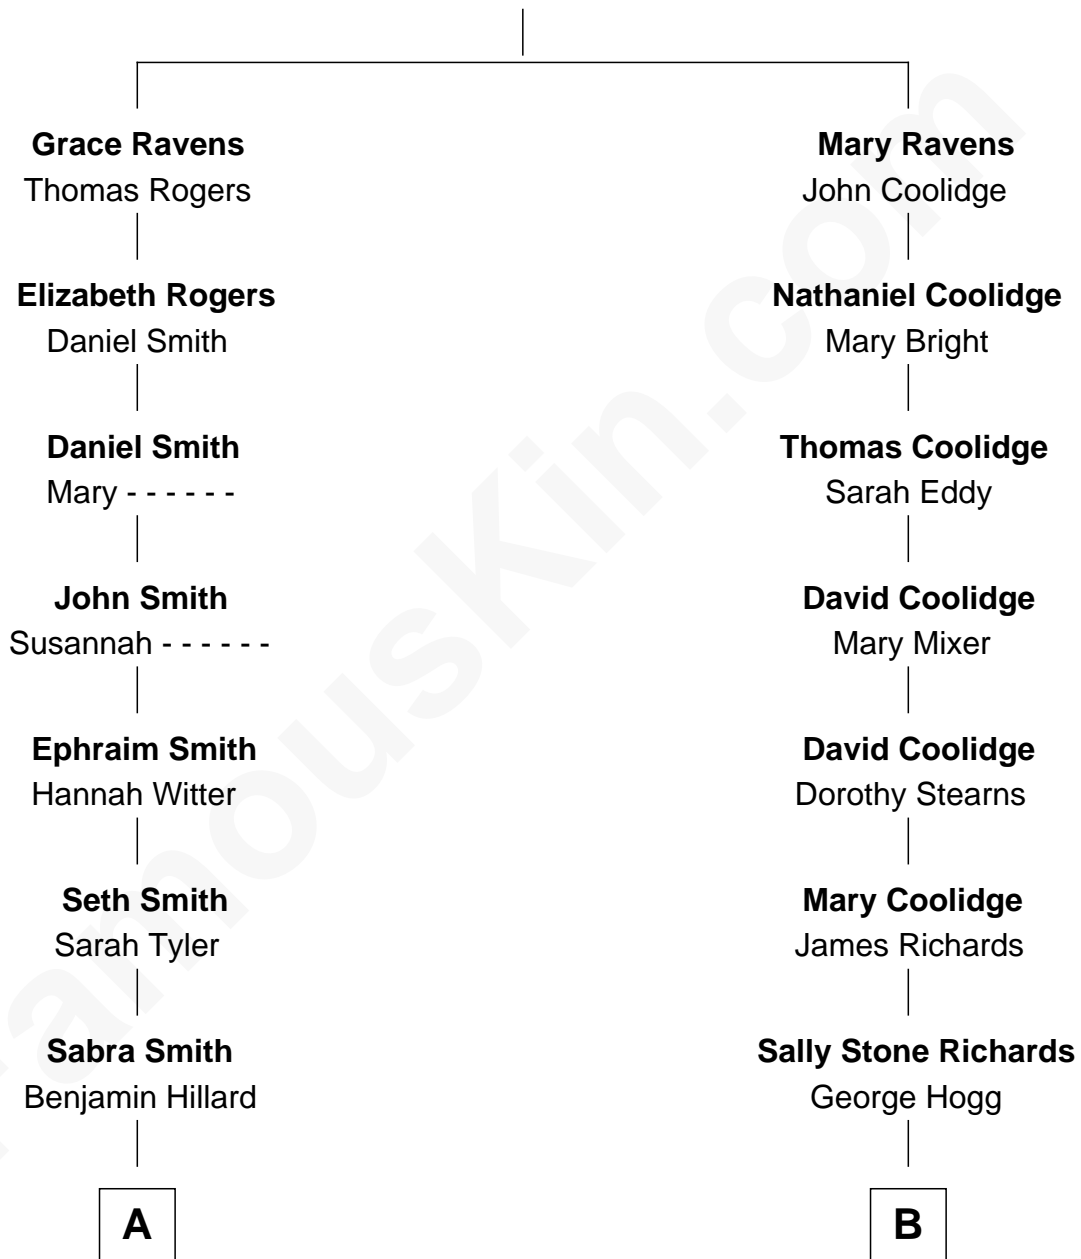 Grace Ravens
Thomas Rogers
Elizabeth Rogers
Daniel Smith
Daniel Smith
Mary - - - - - -
John Smith
Susannah - - - - - -
Ephraim Smith
Hannah Witter
Seth Smith
Sarah Tyler
Sabra Smith
Benjamin Hillard
A
Mary Ravens
John Coolidge
Nathaniel Coolidge
Mary Bright
Thomas Coolidge
Sarah Eddy
David Coolidge
Mary Mixer
David Coolidge
Dorothy Stearns
Mary Coolidge
James Richards
Sally Stone Richards
George Hogg
B
FamousKin.com